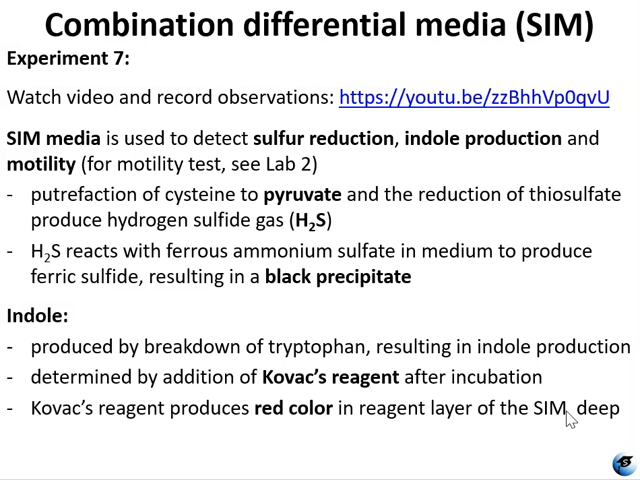 Combination differential media (SIM)
Experiment 7:
Watch video and record observations: https://youtu.be/zzBhhVp0qvU
SIM media is used to detect sulfur reduction, indole production and
motility (for motility test, see Lab 2)
- putrefaction of cysteine to pyruvate and the reduction of thiosulfate
produce hydrogen sulfide gas (H₂S)
- H₂S reacts with ferrous ammonium sulfate in medium to produce
ferric sulfide, resulting in a black precipitate
Indole:
- produced by breakdown of tryptophan, resulting in indole production
- determined by addition of Kovac’s reagent after incubation
- Kovac’s reagent produces red color in reagent layer of the SIM deep